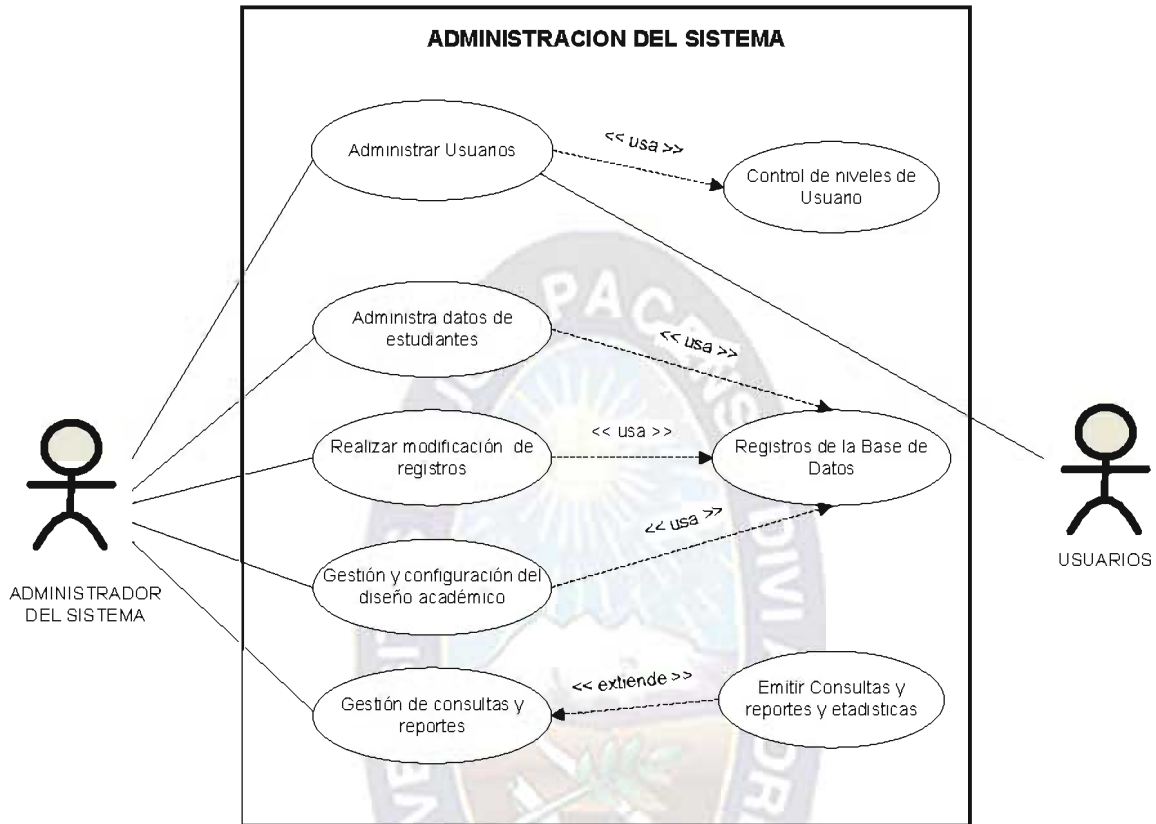 ADMINISTRACION DEL SISTEMA
Administrar Usuarios
<< usa >>
Control de niveles de
Usuario
Administra datos de
estudiantes
<< usa >>
Realizar modificación de
registros
<< usa >>
Registros de la Base de
Datos
<< usa >>
Gestión y configuración del
diseño académico
ADMINISTRADOR
DEL SISTEMA
USUARIOS
Gestión de consultas y
reportes
<< extiende >>
Emitir Consultas y
reportes y etadisticas
PACENS
DIVI